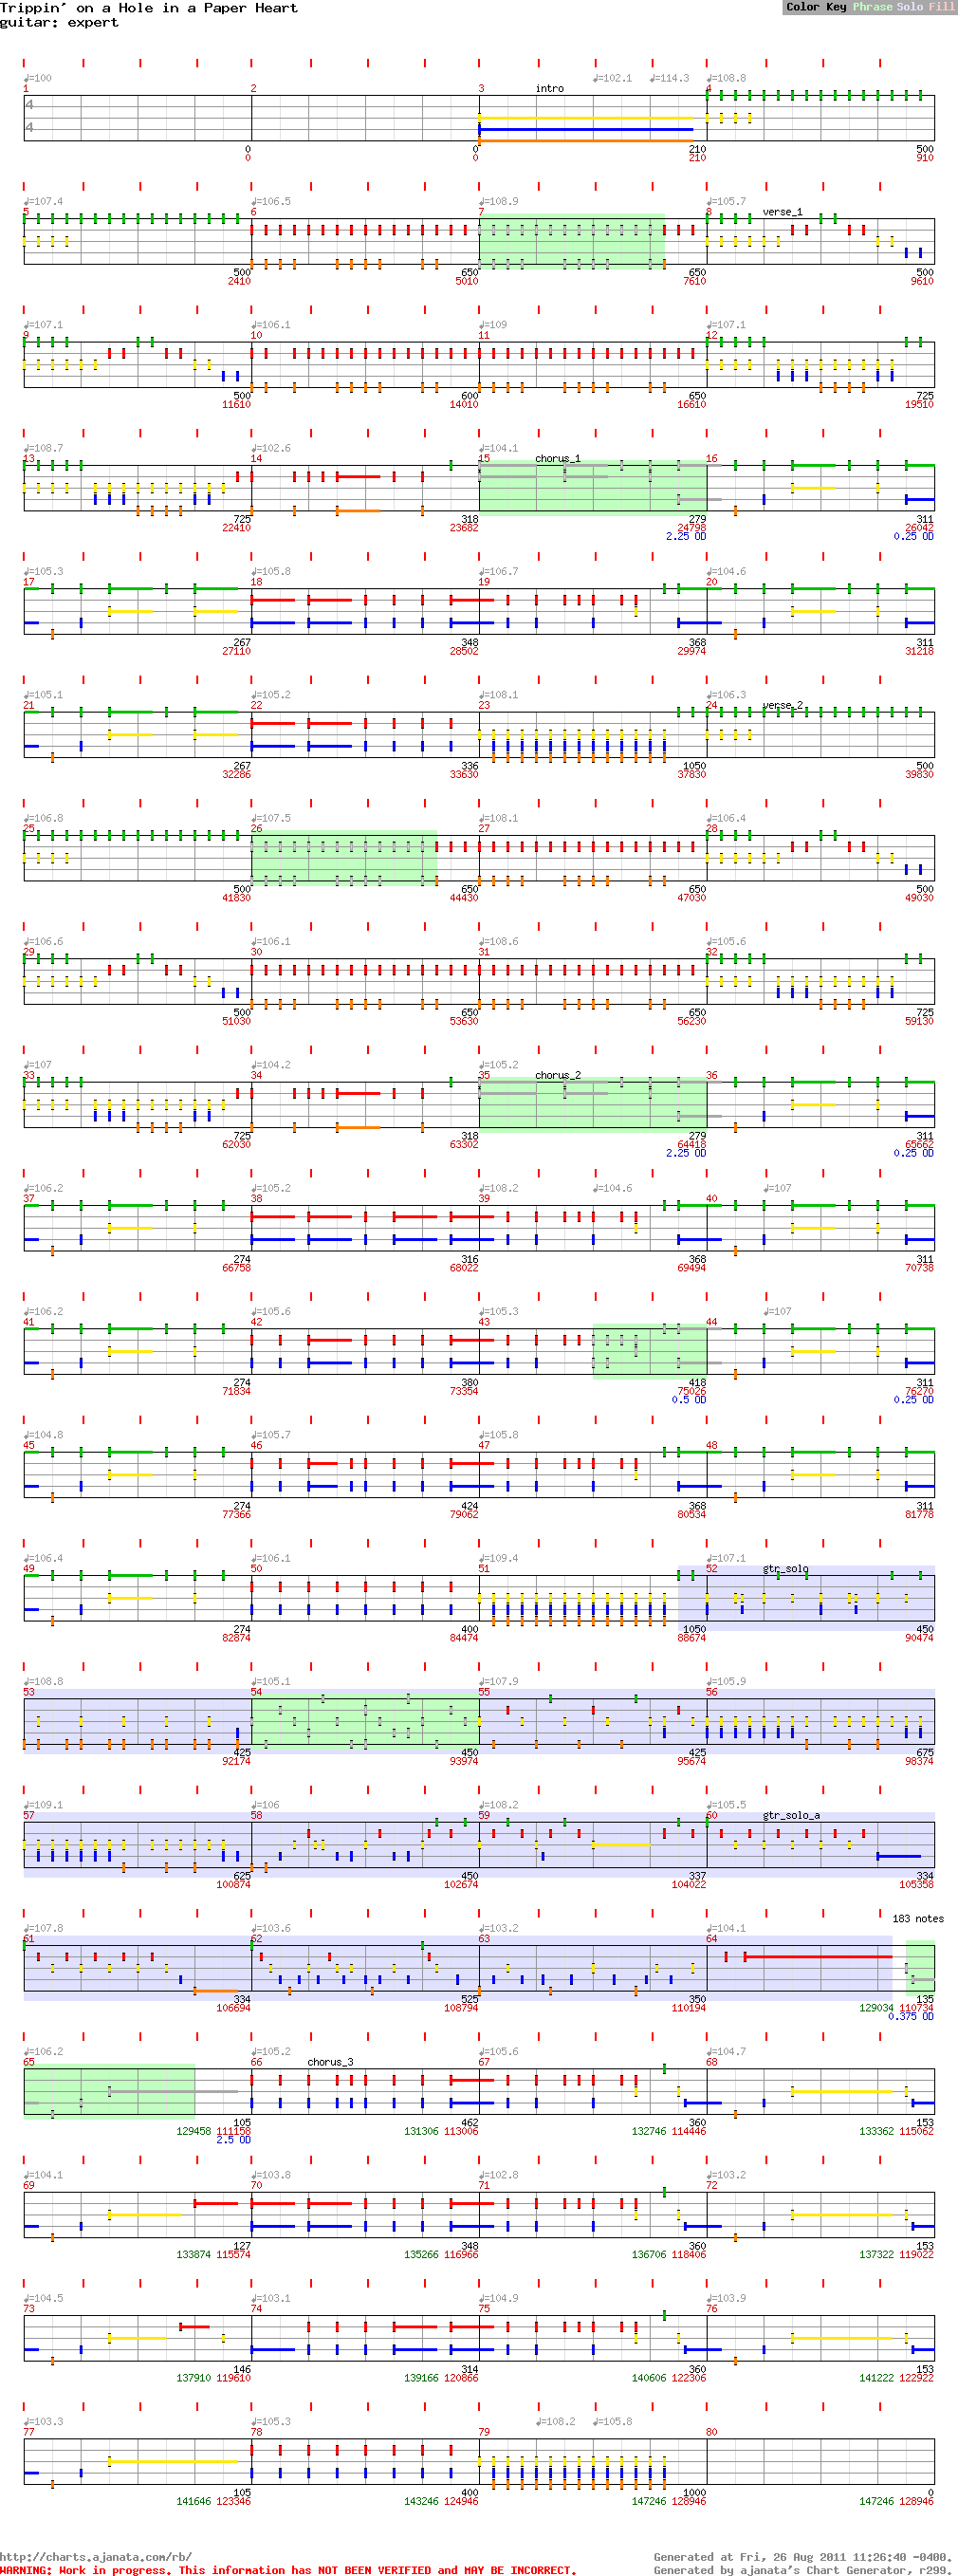 Trippin' on a Hole in a Paper Heart
guitar: expert
Color Key Phrase Solo Fill
♩=100 ♩=102.1 ♩=114.3 ♩=108.8
1 2 3 intro 4
4
4
0 0 210 500
0 0 210 910
♩=107.4 ♩=106.5 ♩=108.9 ♩=105.7
5 6 7 8 verse_1
500 650 650 500
2410 5010 7610 9610
♩=107.1 ♩=106.1 ♩=109 ♩=107.1
9 10 11 12
500 600 650 725
11610 14010 16610 19510
♩=108.7 ♩=102.6 ♩=104.1
13 14 15 chorus_1 16
725 318 279 311
22410 23682 24798 26042
2.25 OD 0.25 OD
♩=105.3 ♩=105.8 ♩=106.7 ♩=104.6
17 18 19 20
267 348 368 311
27110 28502 29974 31218
♩=105.1 ♩=105.2 ♩=108.1 ♩=106.3
21 22 23 24 verse_2
267 336 1050 500
32286 33630 37830 39830
♩=106.8 ♩=107.5 ♩=108.1 ♩=106.4
25 26 27 28
500 650 650 500
41830 44430 47030 49030
♩=106.6 ♩=106.1 ♩=108.6 ♩=105.6
29 30 31 32
500 650 650 725
51030 53630 56230 59130
♩=107 ♩=104.2 ♩=105.2
33 34 35 chorus_2 36
725 318 279 311
62030 63302 64418 65662
2.25 OD 0.25 OD
♩=106.2 ♩=105.2 ♩=108.2 ♩=104.6 ♩=107
37 38 39 40
274 316 368 311
66758 68022 69494 70738
♩=106.2 ♩=105.6 ♩=105.3 ♩=107
41 42 43 44
274 380 418 311
71834 73354 75026 76270
0.5 OD 0.25 OD
♩=104.8 ♩=105.7 ♩=105.8
45 46 47 48
274 424 368 311
77366 79062 80534 81778
♩=106.4 ♩=106.1 ♩=109.4 ♩=107.1
49 50 51 52 gtr_solo
274 400 1050 450
82874 84474 88674 90474
♩=108.8 ♩=105.1 ♩=107.9 ♩=105.9
53 54 55 56
425 450 425 675
92174 93974 95674 98374
♩=109.1 ♩=106 ♩=108.2 ♩=105.5
57 58 59 60 gtr_solo_a
625 450 337 334
100874 102674 104022 105358
♩=107.8 ♩=103.6 ♩=103.2 ♩=104.1 183 notes
61 62 63 64
334 525 350 135
106694 108794 110194 129034 110734
0.375 OD
♩=106.2 ♩=105.2 ♩=105.6 ♩=104.7
65 66 chorus_3 67 68
105 462 360 153
129458 111158 131306 113006 132746 114446 133362 115062
2.5 OD
♩=104.1 ♩=103.8 ♩=102.8 ♩=103.2
69 70 71 72
127 348 360 153
133874 115574 135266 116966 136706 118406 137322 119022
♩=104.5 ♩=103.1 ♩=104.9 ♩=103.9
73 74 75 76
146 314 360 153
137910 119610 139166 120866 140606 122306 141222 122922
♩=103.3 ♩=105.3 ♩=108.2 ♩=105.8
77 78 79 80
105 400 1000 0
141646 123346 143246 124946 147246 128946 147246 128946
http://charts.ajanata.com/rb/
Generated at Fri, 26 Aug 2011 11:26:40 -0400.
WARNING: Work in progress. This information has NOT BEEN VERIFIED and MAY BE INCORRECT.
Generated by ajanata's Chart Generator, r299.